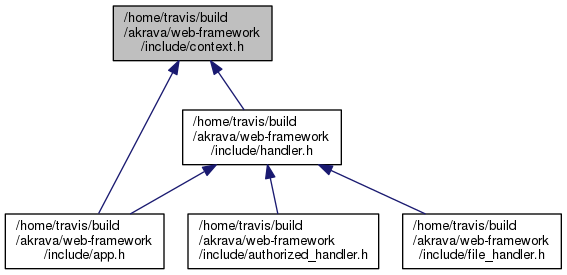 /home/travis/build
/akrava/web-framework
/include/context.h
/home/travis/build
/akrava/web-framework
/include/handler.h
/home/travis/build
/akrava/web-framework
/include/app.h
/home/travis/build
/akrava/web-framework
/include/authorized_handler.h
/home/travis/build
/akrava/web-framework
/include/file_handler.h